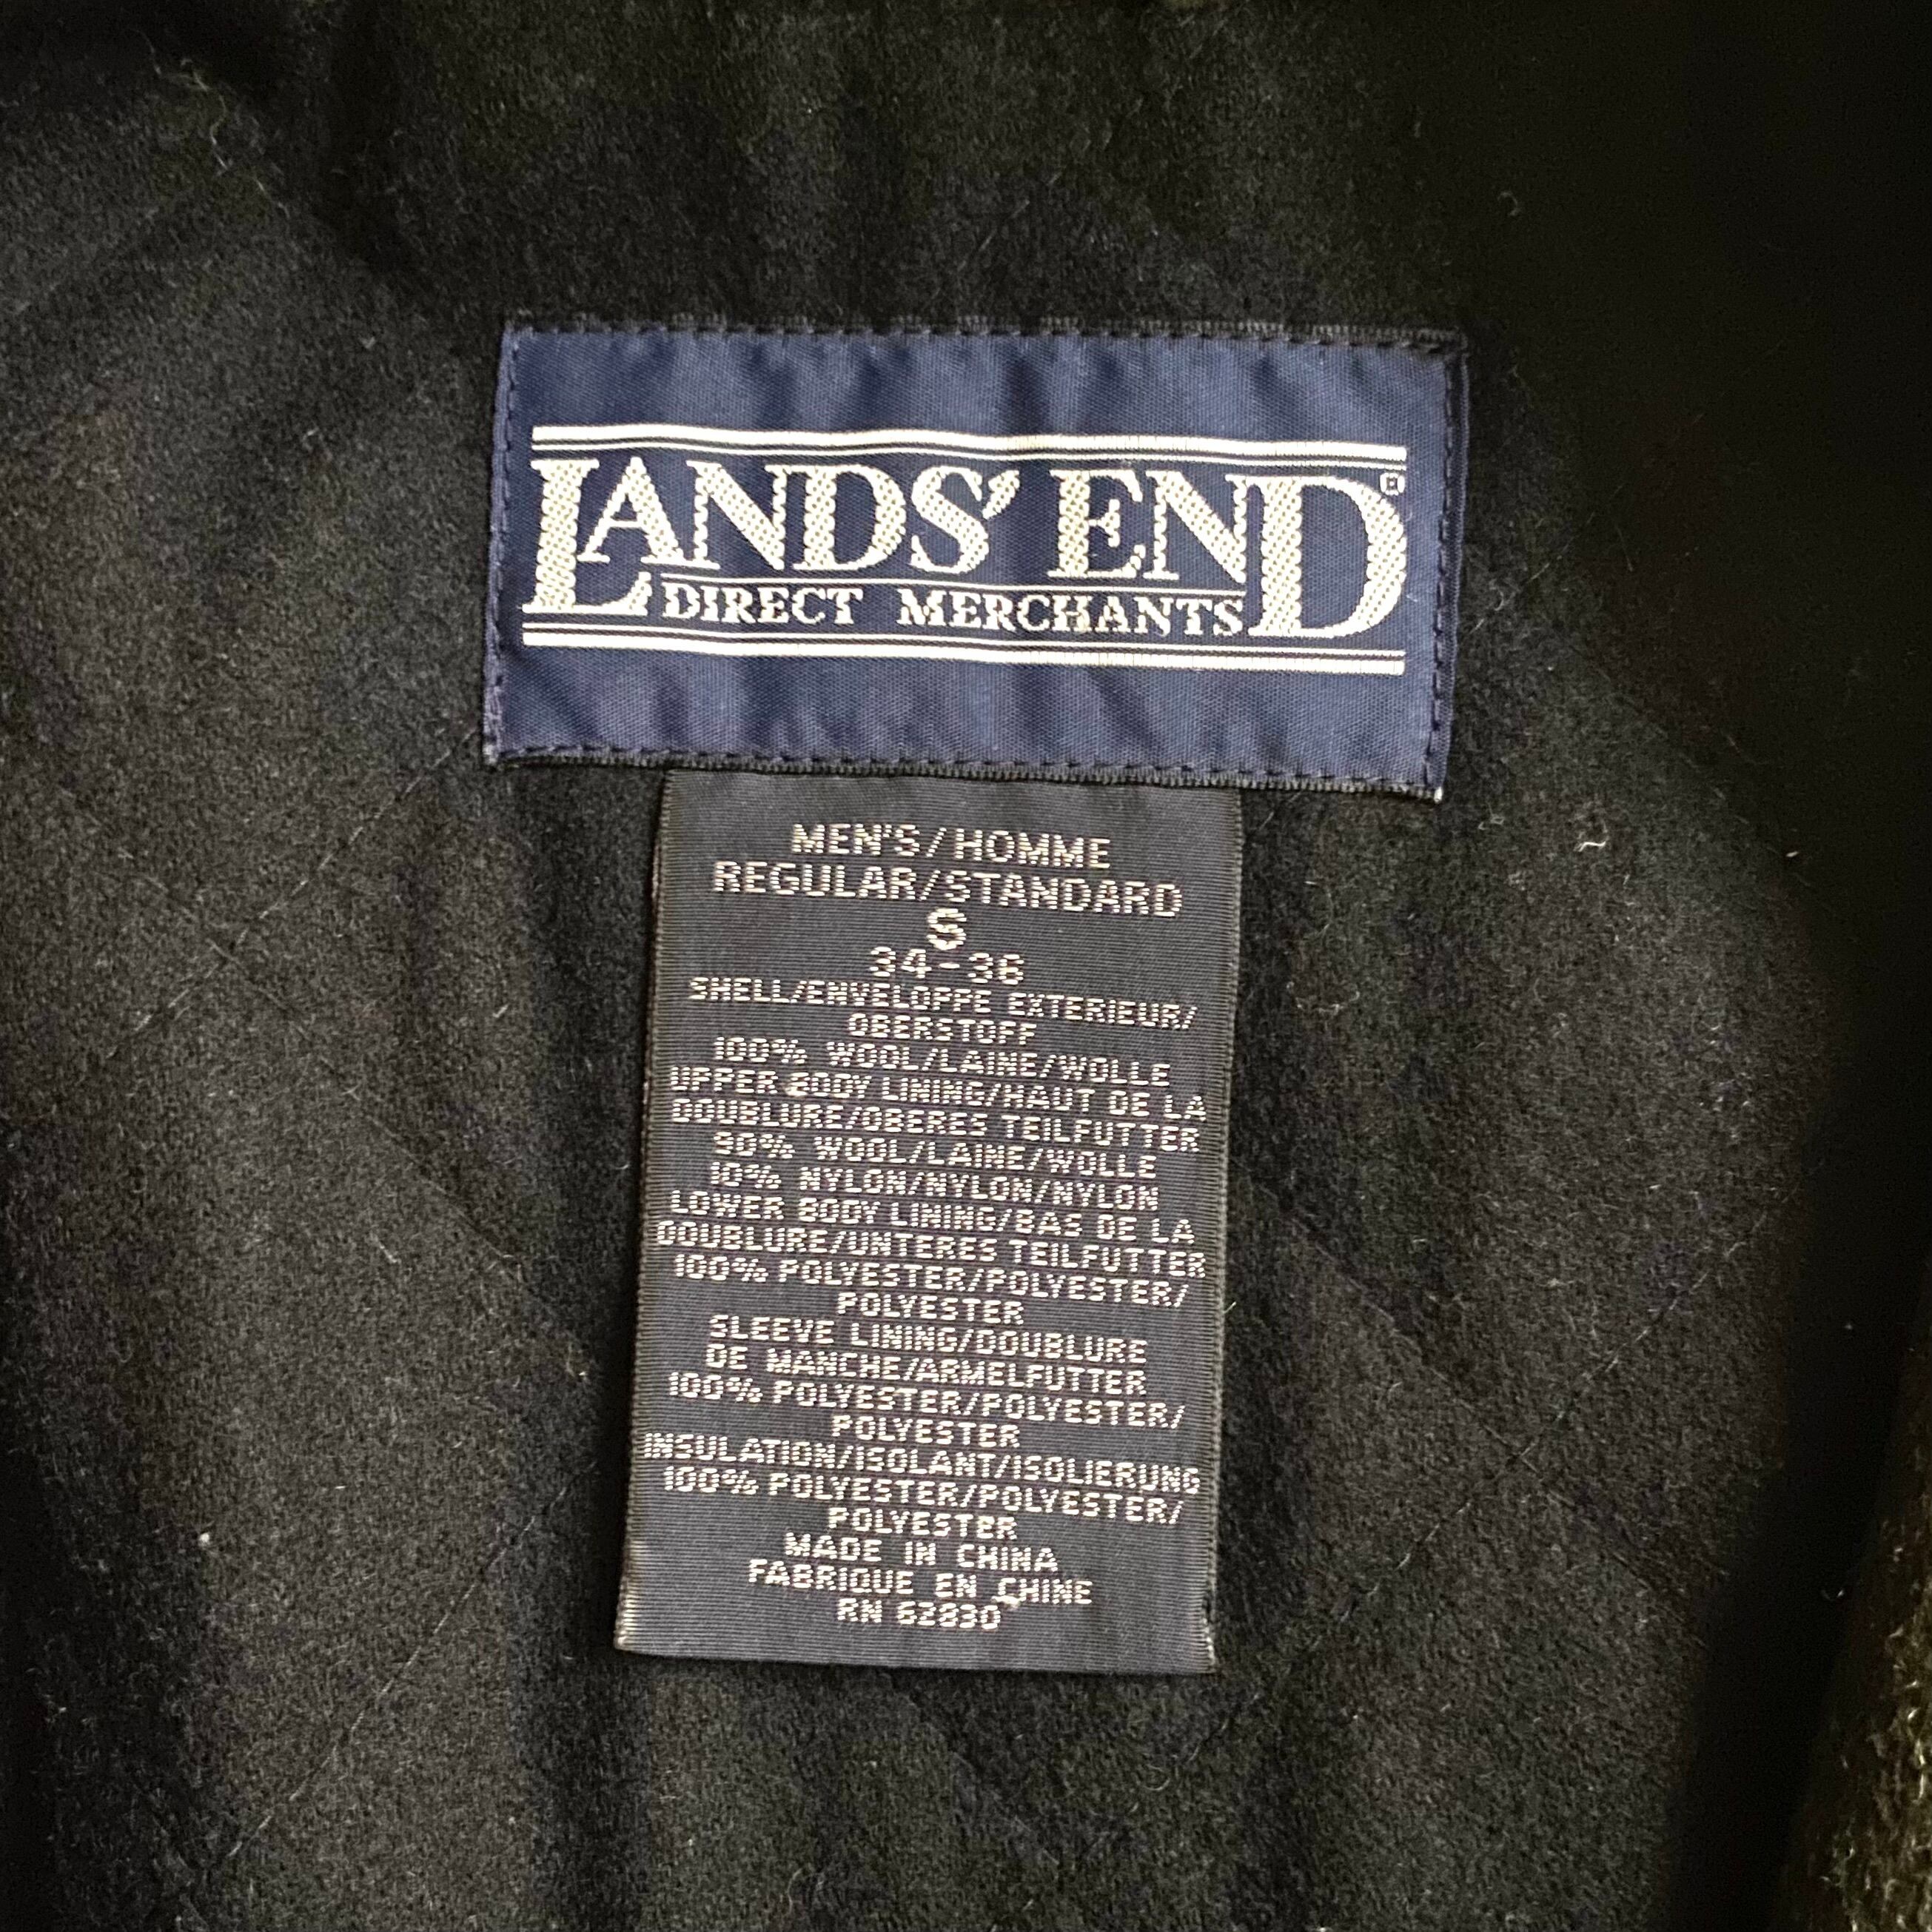 LANDS' END®
DIRECT MERCHANTS
MEN'S/HOMME
REGULAR/STANDARD
S
34-36
SHELL/ENVELOPPE EXTERIEUR/
OBERSTOFF
100% WOOL/LAINE/WOLLE
UPPER BODY LINING/HAUT DE LA
DOUBLURE/OBERES TEILFUTTER
90% WOOL/LAINE/WOLLE
10% NYLON/NYLON/NYLON
LOWER BODY LINING/BAS DE LA
DOUBLURE/UNTERES TEILFUTTER
100% POLYESTER/POLYESTER/
POLYESTER
SLEEVE LINING/DOUBLURE
DE MANCHE/ARMELFUTTER
100% POLYESTER/POLYESTER/
POLYESTER
INSULATION/ISOLANT/ISOLIERUNG
100% POLYESTER/POLYESTER/
POLYESTER
MADE IN CHINA
FABRIQUE EN CHINE
RN 62830